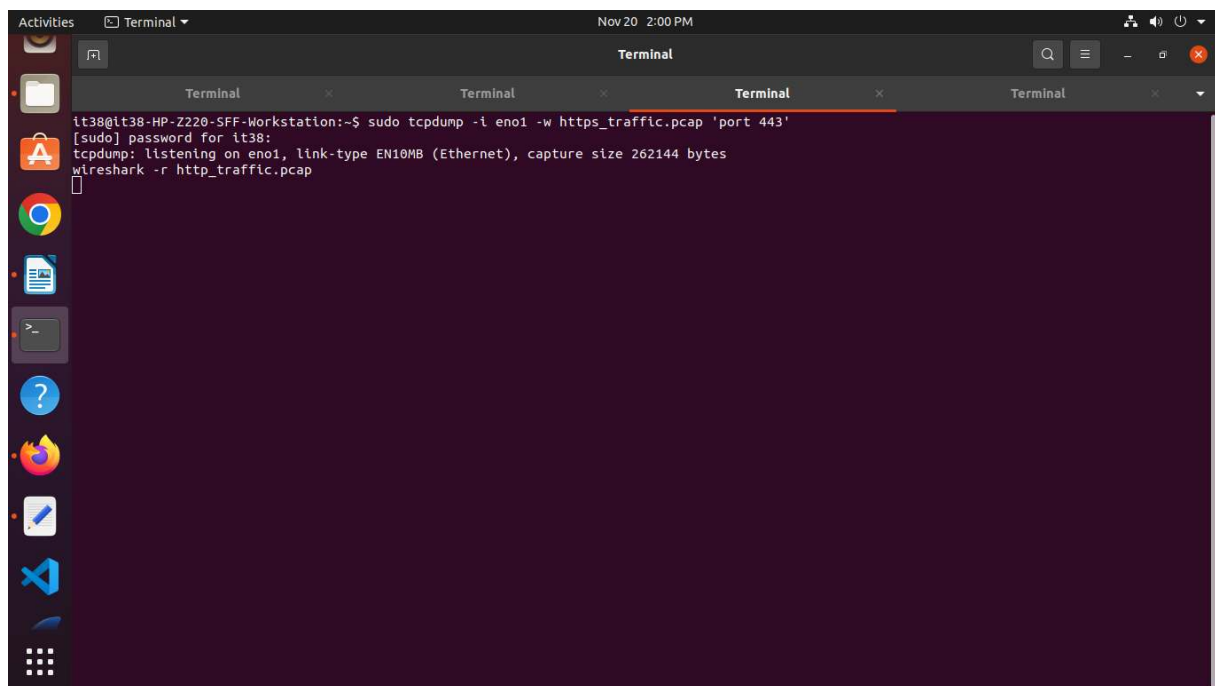 Activities Terminal Nov 20 2:00 PM
Terminal
Terminal Terminal Terminal Terminal
it38@it38-HP-Z220-SFF-Workstation:~$ sudo tcpdump -i eno1 -w https_traffic.pcap 'port 443'
[sudo] password for it38:
tcpdump: listening on eno1, link-type EN10MB (Ethernet), capture size 262144 bytes
wireshark -r http_traffic.pcap